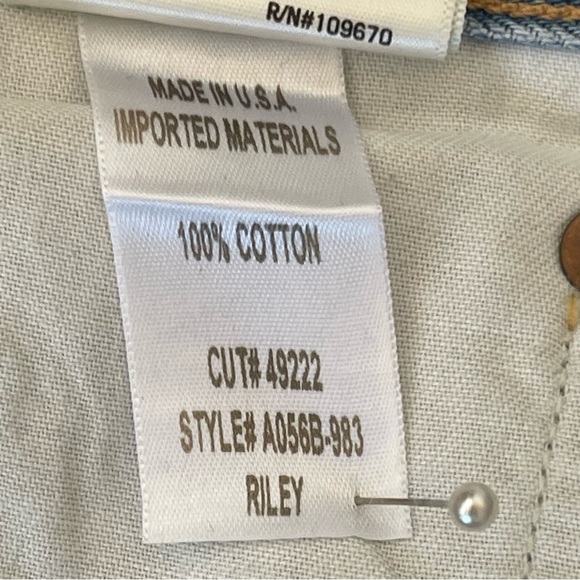 R/N#109670
MADE IN U.S.A.
IMPORTED MATERIALS
100% COTTON
CUT# 49222
STYLE# A056B-983
RILEY